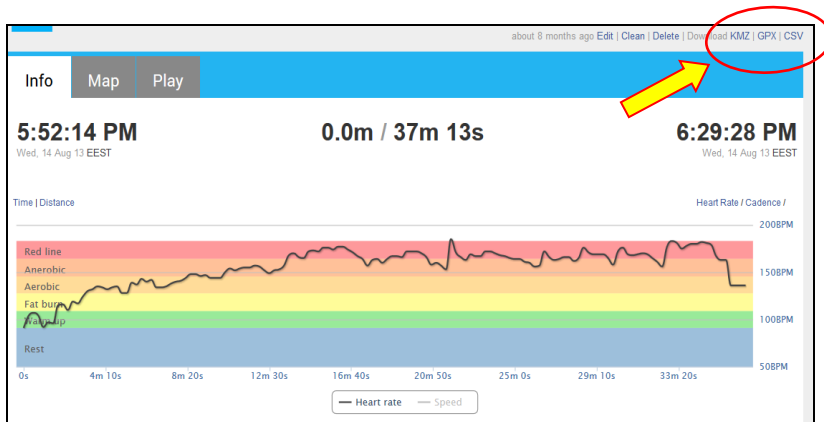 about 8 months ago Edit | Clean | Delete | Download KMZ | GPX | CSV
Info Map Play
5:52:14 PM 0.0m / 37m 13s 6:29:28 PM
Wed, 14 Aug 13 EEST Wed, 14 Aug 13 EEST
Time | Distance Heart Rate / Cadence /
200BPM
Red line
Anerobic
150BPM
Aerobic
Fat burn
Warm up
100BPM
Rest
50BPM
0s 4m 10s 8m 20s 12m 30s 16m 40s 20m 50s 25m 0s 29m 10s 33m 20s
Heart rate Speed